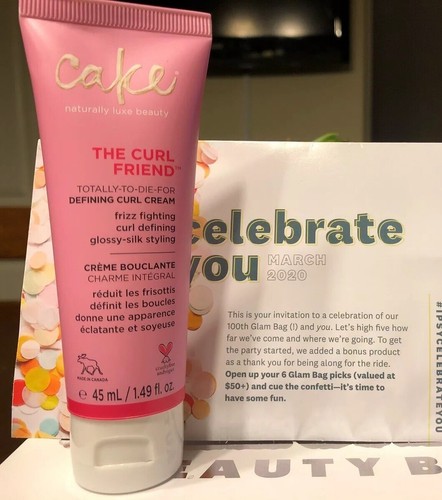 cake
naturally luxe beauty
THE CURL
FRIEND™
TOTALLY-TO-DIE-FOR
DEFINING CURL CREAM
frizz fighting
curl defining
glossy-silk styling
CRÈME BOUCLANTE
CHARME INTÉGRAL
réduit les frisottis
définit les boucles
donne une apparence
éclatante et soyeuse
MADE IN CANADA
e 45 mL / 1.49 fl. oz.
celebrate
you MARCH
2020
This is your invitation to a celebration of our
100th Glam Bag (!) and you. Let's high five how
far we've come and where we're going. To get
the party started, we added a bonus product
as a thank you for being along for the ride.
Open up your 6 Glam Bag picks (valued at
$50+) and cue the confetti—it's time to
have some fun.
#IPSYCELEBRATEYOU
EAUTY B